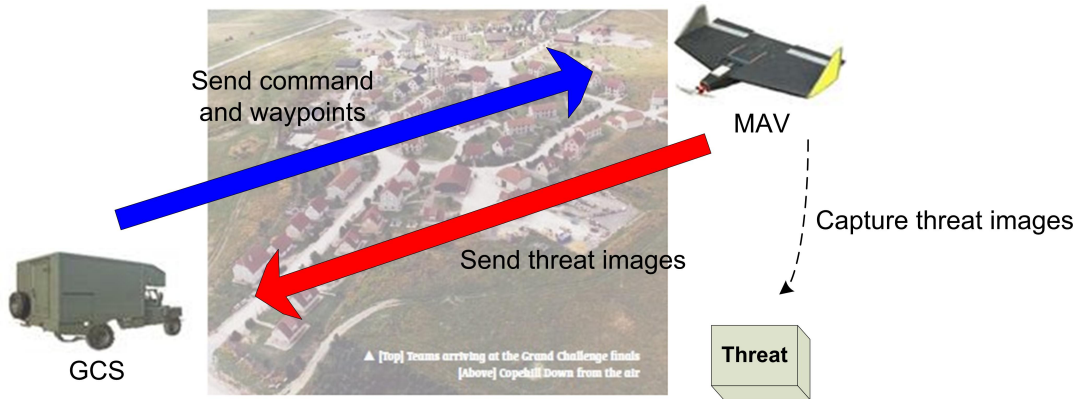 Send command
and waypoints
MAV
Capture threat images
Send threat images
GCS
Threat
▲ [Top] Teams arriving at the Grand Challenge finals
[Above] Copehill Down from the air